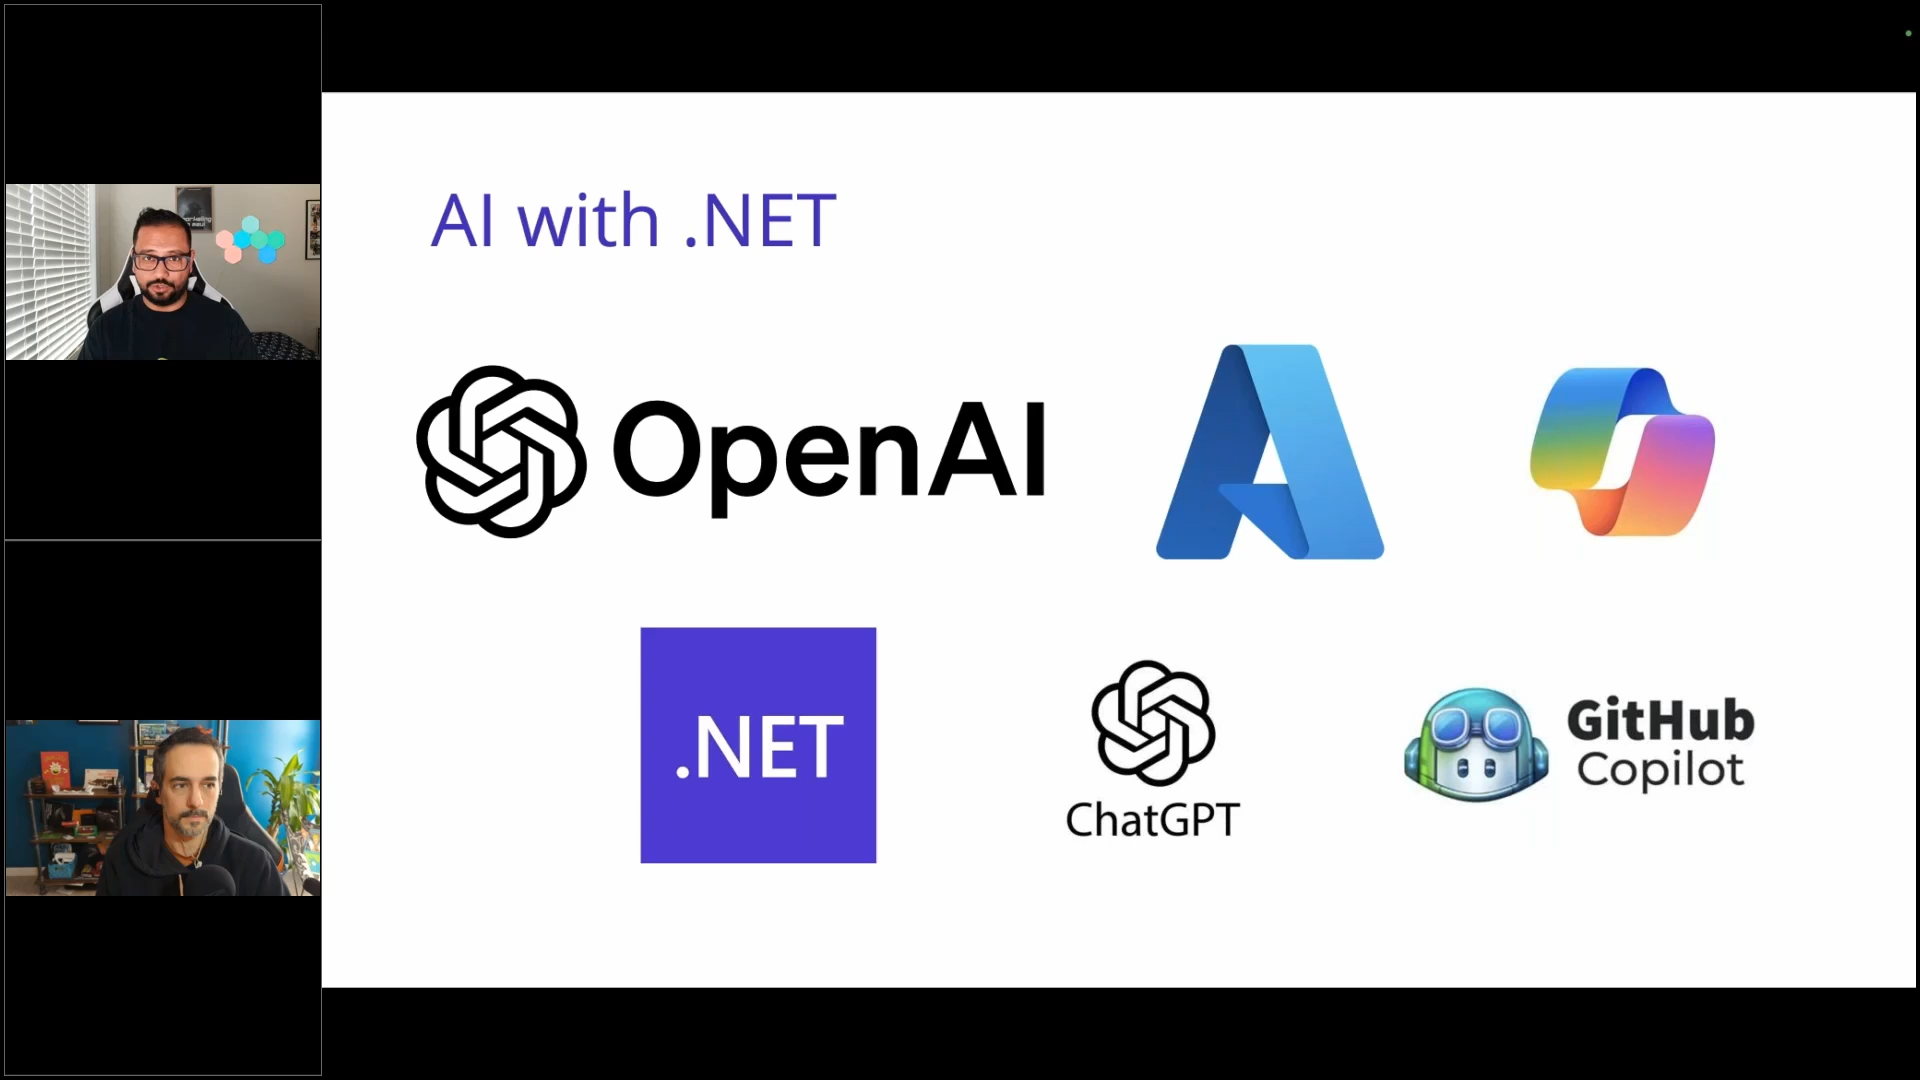 AI with .NET
OpenAI
.NET
ChatGPT
GitHub
Copilot